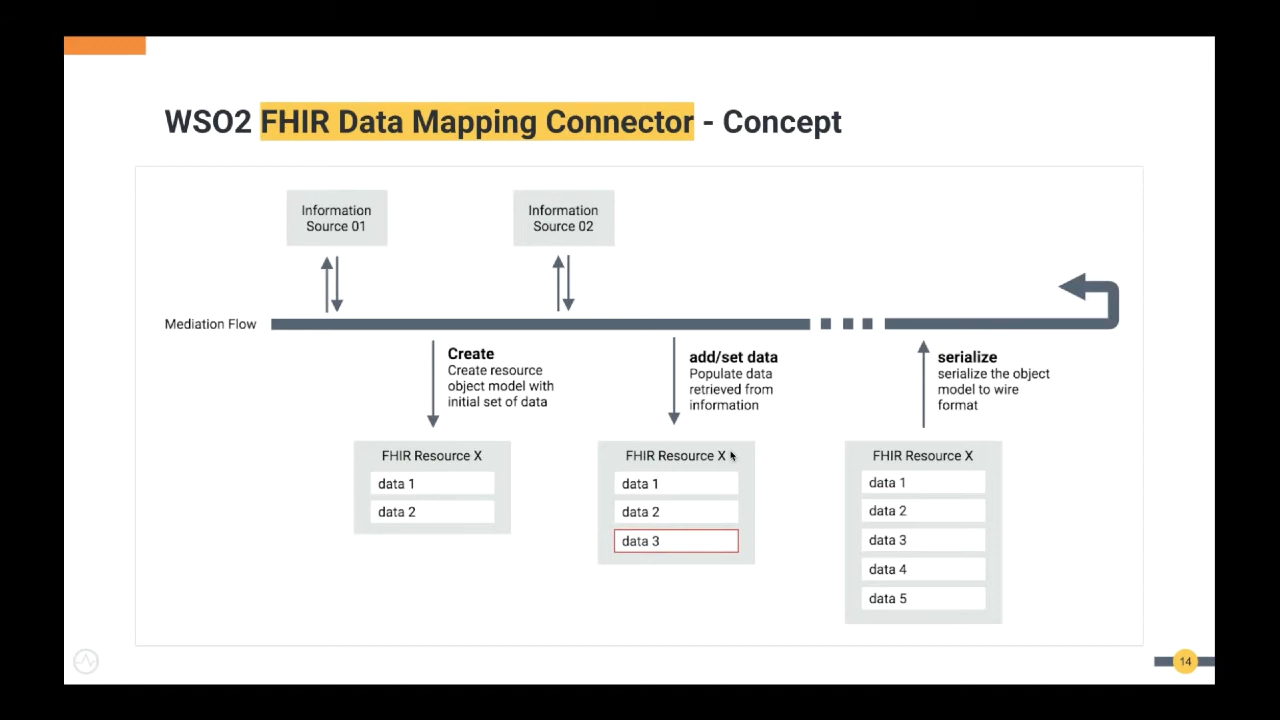 WSO2 FHIR Data Mapping Connector - Concept
Information
Source 01
Information
Source 02
Mediation Flow
Create
Create resource
object model with
initial set of data
add/set data
Populate data
retrieved from
information
serialize
serialize the object
model to wire
format
FHIR Resource X
data 1
data 2
FHIR Resource X
data 1
data 2
data 3
FHIR Resource X
data 1
data 2
data 3
data 4
data 5
14